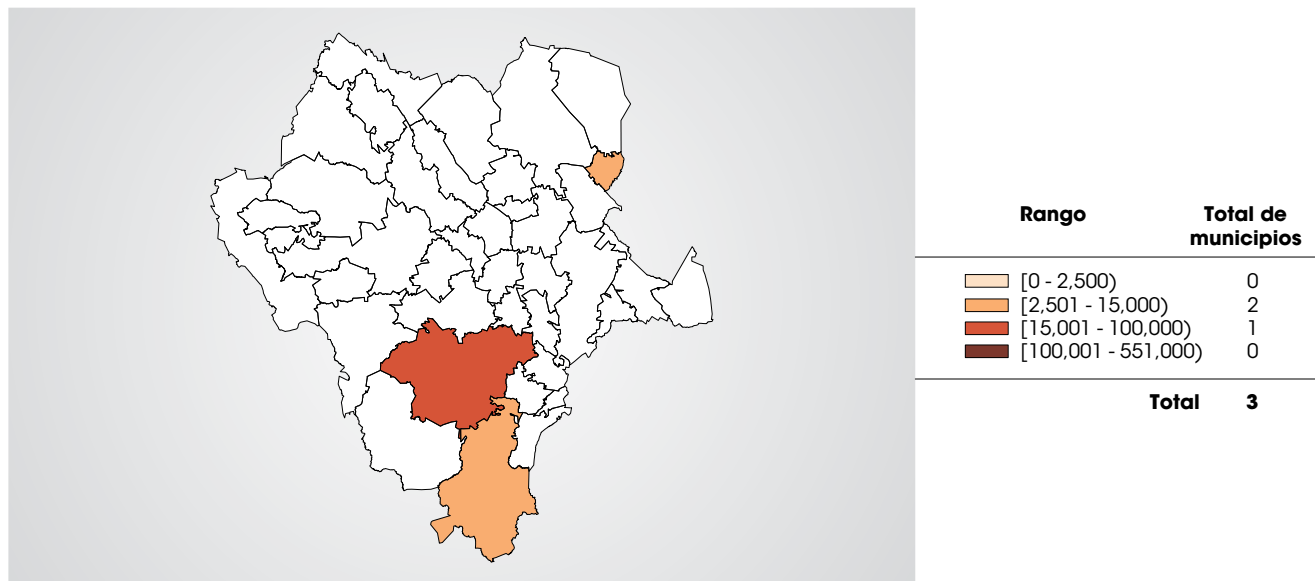 Rango Total de
municipios
[0 - 2,500) 0
[2,501 - 15,000) 2
[15,001 - 100,000) 1
[100,001 - 551,000) 0
Total 3